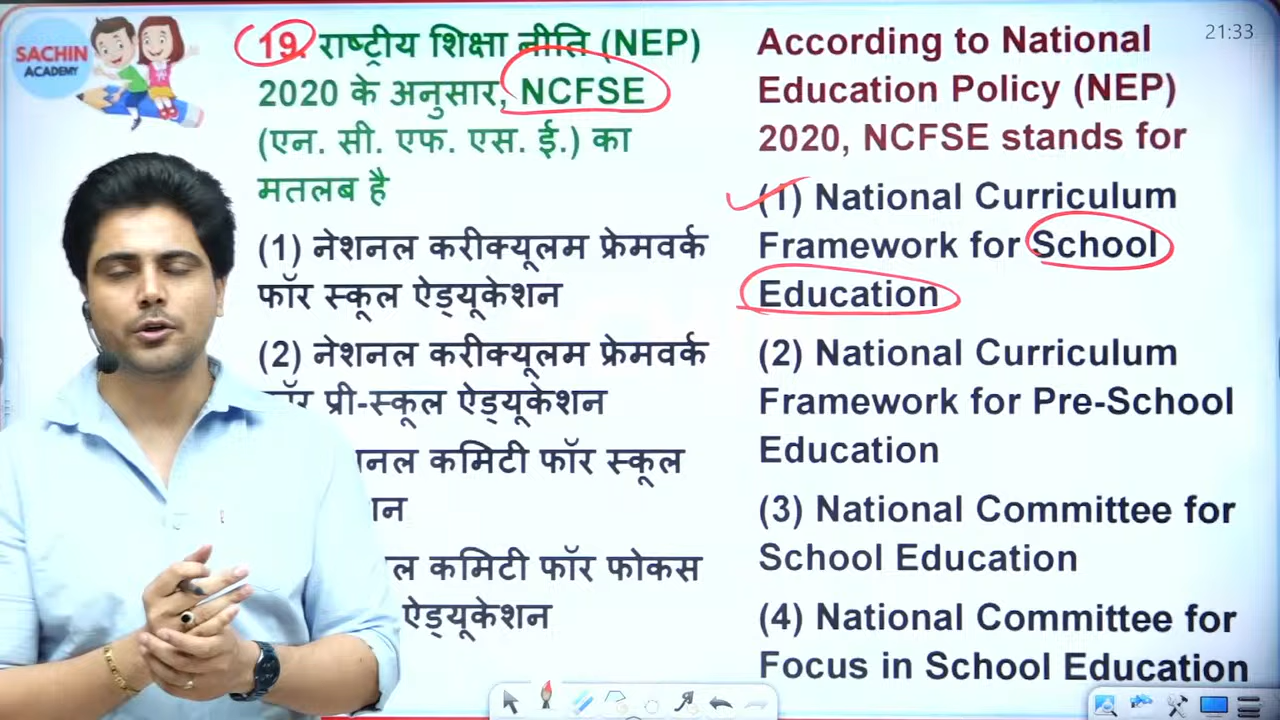 SACHIN
ACADEMY
19. राष्ट्रीय शिक्षा नीति (NEP)
2020 के अनुसार, NCFSE
(एन. सी. एफ. एस. ई.) का
मतलब है
(1) नेशनल करीक्यूलम फ्रेमवर्क
फॉर स्कूल ऐड्यूकेशन
(2) नेशनल करीक्यूलम फ्रेमवर्क
प्री-स्कूल ऐड्यूकेशन
कमिटी फॉर स्कूल
कमिटी फॉर फोकस
ऐड्यूकेशन
21:33
According to National
Education Policy (NEP)
2020, NCFSE stands for
(1) National Curriculum
Framework for School
Education
(2) National Curriculum
Framework for Pre-School
Education
(3) National Committee for
School Education
(4) National Committee for
Focus in School Education